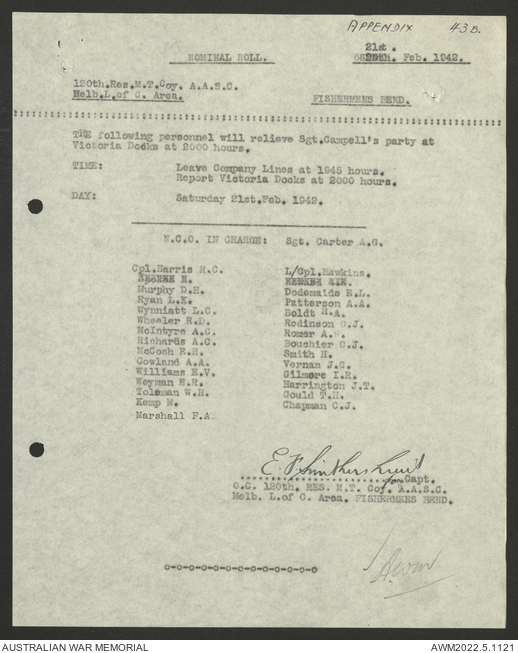 APPENDIX 43B.
21st.
NOMINAL ROLL. Feb. 1942.
120th.Res.M.T.Coy. A.A.S.C.
Melb.L.of C. Area. FISHERMENS BEND.
THE following personnel will relieve Sgt.Campell's party at
Victoria Docks at 2000 hours.
TIME: Leave Company Lines at 1945 hours.
Report Victoria Docks at 2000 hours.
DAY: Saturday 21st.Feb. 1942.
N.C.O. IN CHARGE: Sgt. Carter A.G.
Cpl.Harris R.C. L/Cpl.Hawkins.
Murphy D.H. Dodemaide E.L.
Ryan L.E. Patterson A.A.
Wynniatt L.C. Boldt H.A.
Wheeler R.D. Robinson G.J.
McIntyre A.C. Romer A.
Richards A.C. Bouchier C.J.
McCosh E.R. Smith H.
Cowland A.A. Vernan J.G.
Williams E.V. Gilmore I.R.
Weyman E.R. Harrington J.T.
Toleman W.H. Gould T.H.
Kemp M. Chapman C.J.
Marshall F.A
Capt.
O.C. 120th. RES. M.T. Coy. A.A.S.C.
Melb. L.of C. Area. FISHERMENS BEND.
o-o-o-o-o-o-o-o-o-o-o-o-o-o-o
AUSTRALIAN WAR MEMORIAL AWM2022.5.1121